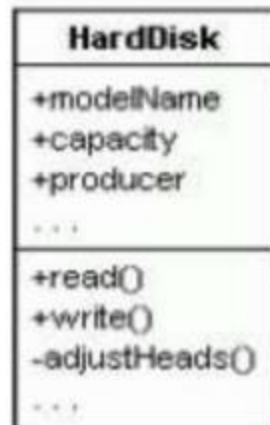 HardDisk
+modelName
+capacity
+producer
...
+read()
+write()
-adjustHeads()
...